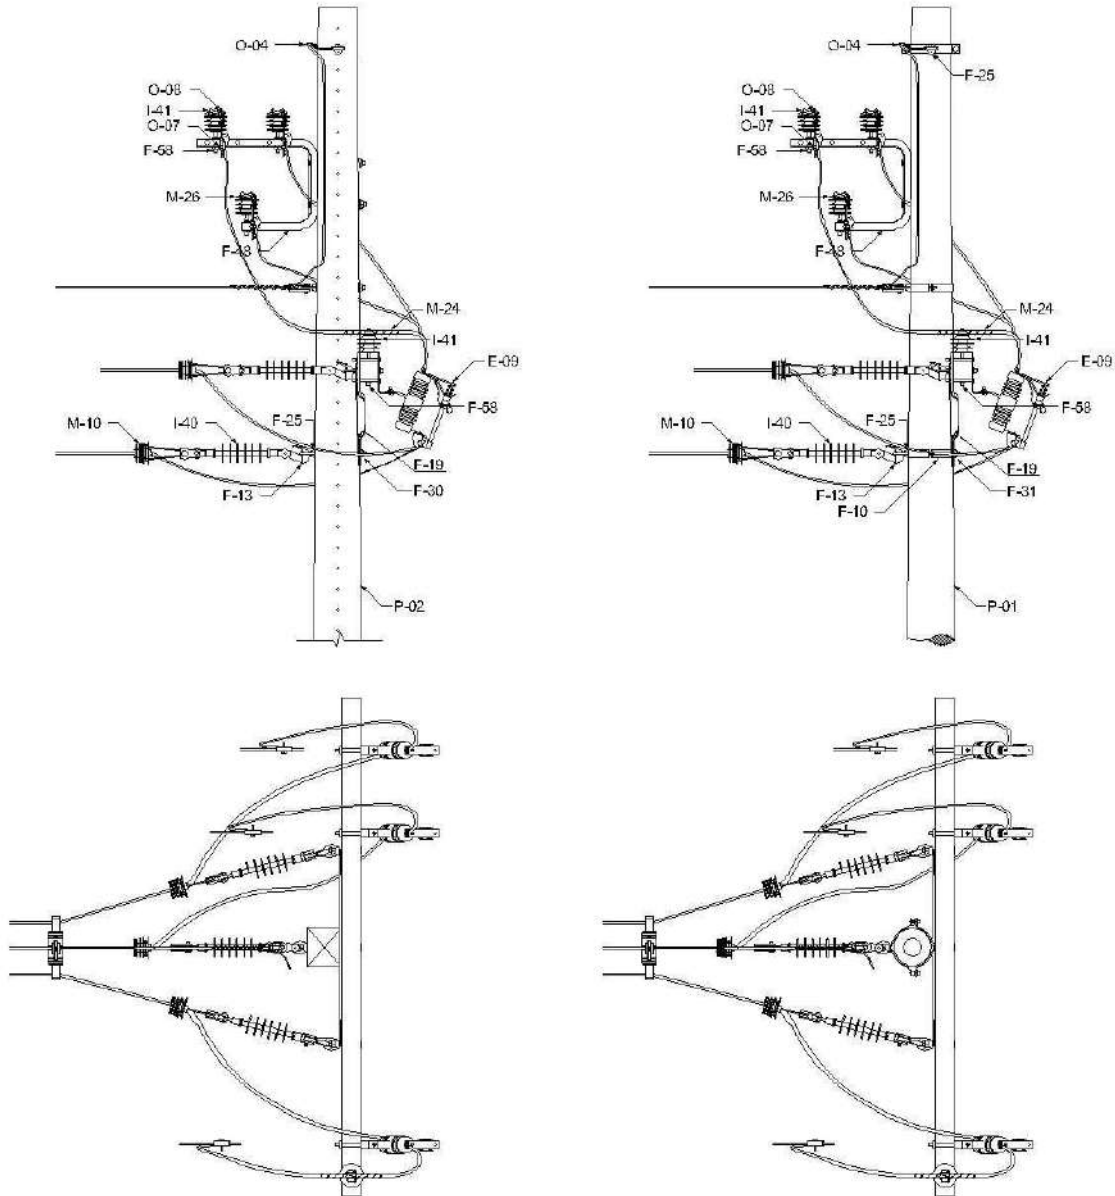 O-04
O-08
I-41
O-07
F-58
M-26
F-48
M-24
I-41
E-09
F-58
F-25
M-10
I-40
F-19
F-13
F-30
P-02
O-04
F-25
O-08
I-41
O-07
F-58
M-26
F-48
M-24
I-41
E-09
F-58
F-25
M-10
I-40
F-19
F-13
F-31
F-10
P-01